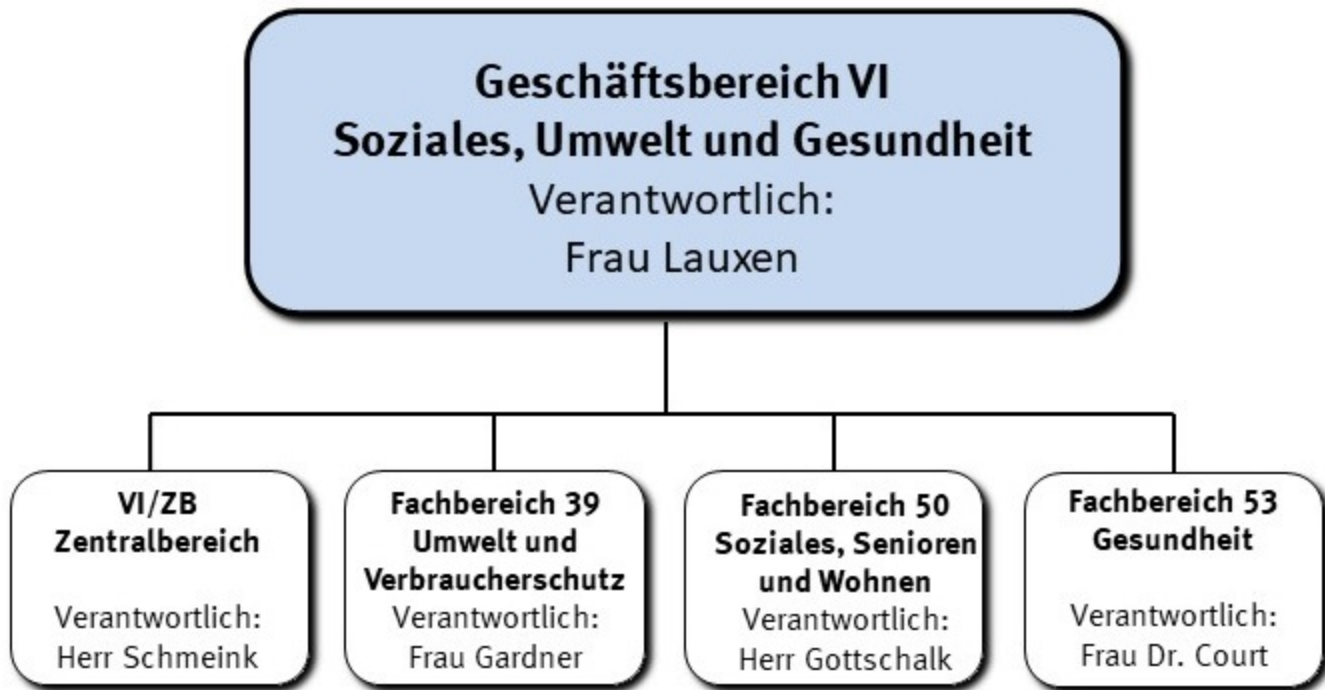 Geschäftsbereich VI
Soziales, Umwelt und Gesundheit
Verantwortlich:
Frau Lauxen
VI/ZB
Zentralbereich
Verantwortlich:
Herr Schmeink
Fachbereich 39
Umwelt und
Verbraucherschutz
Verantwortlich:
Frau Gardner
Fachbereich 50
Soziales, Senioren
und Wohnen
Verantwortlich:
Herr Gottschalk
Fachbereich 53
Gesundheit
Verantwortlich:
Frau Dr. Court